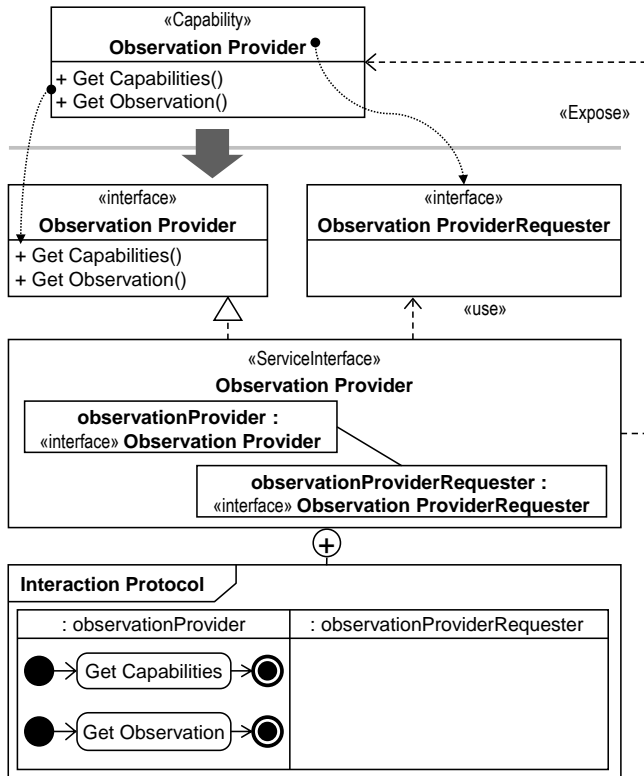 «Capability»
Observation Provider
+ Get Capabilities()
+ Get Observation()
«Expose»
«interface»
Observation Provider
+ Get Capabilities()
+ Get Observation()
«interface»
Observation ProviderRequester
«use»
«ServiceInterface»
Observation Provider
observationProvider :
«interface» Observation Provider
observationProviderRequester :
«interface» Observation ProviderRequester
Interaction Protocol
: observationProvider
: observationProviderRequester
Get Capabilities
Get Observation